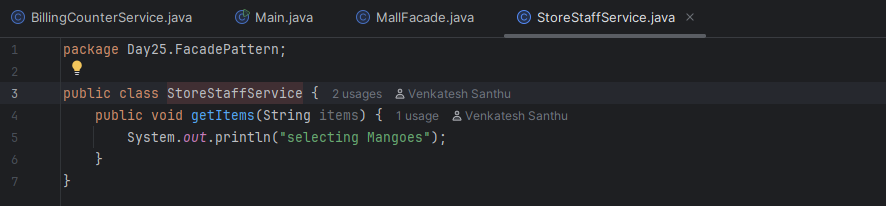 BillingCounterService.java Main.java MallFacade.java StoreStaffService.java
1 package Day25.FacadePattern;
2
3 public class StoreStaffService { 2 usages Venkatesh Santhu
4 public void getItems(String items) { 1 usage Venkatesh Santhu
5 System.out.println("selecting Mangoes");
6 }
7 }